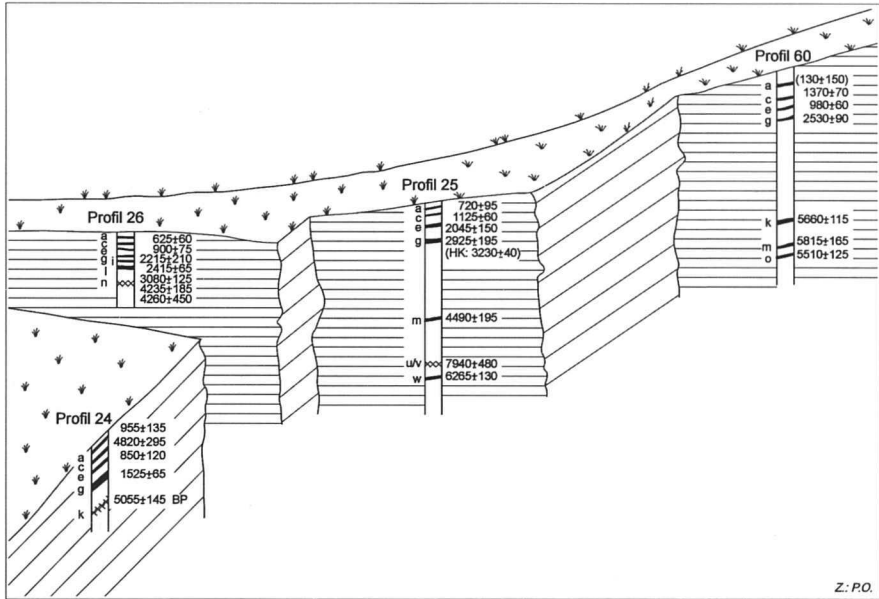 Profil 60
a (130±150)
c 1370±70
e 980±60
g 2530±90
k 5660±115
m 5815±165
o 5510±125
Profil 25
a 720±95
c 1125±60
e 2045±150
g 2925±195
(HK: 3230±40)
m 4490±195
u/v 7940±480
w 6265±130
Profil 26
a 625±60
c 900±75
e 2215±210
g i 2415±65
l 3080±125
n 4235±185
4260±450
Profil 24
955±135
4820±295
a 850±120
c
e 1525±65
g
k 5055±145 BP
Z.: P.O.